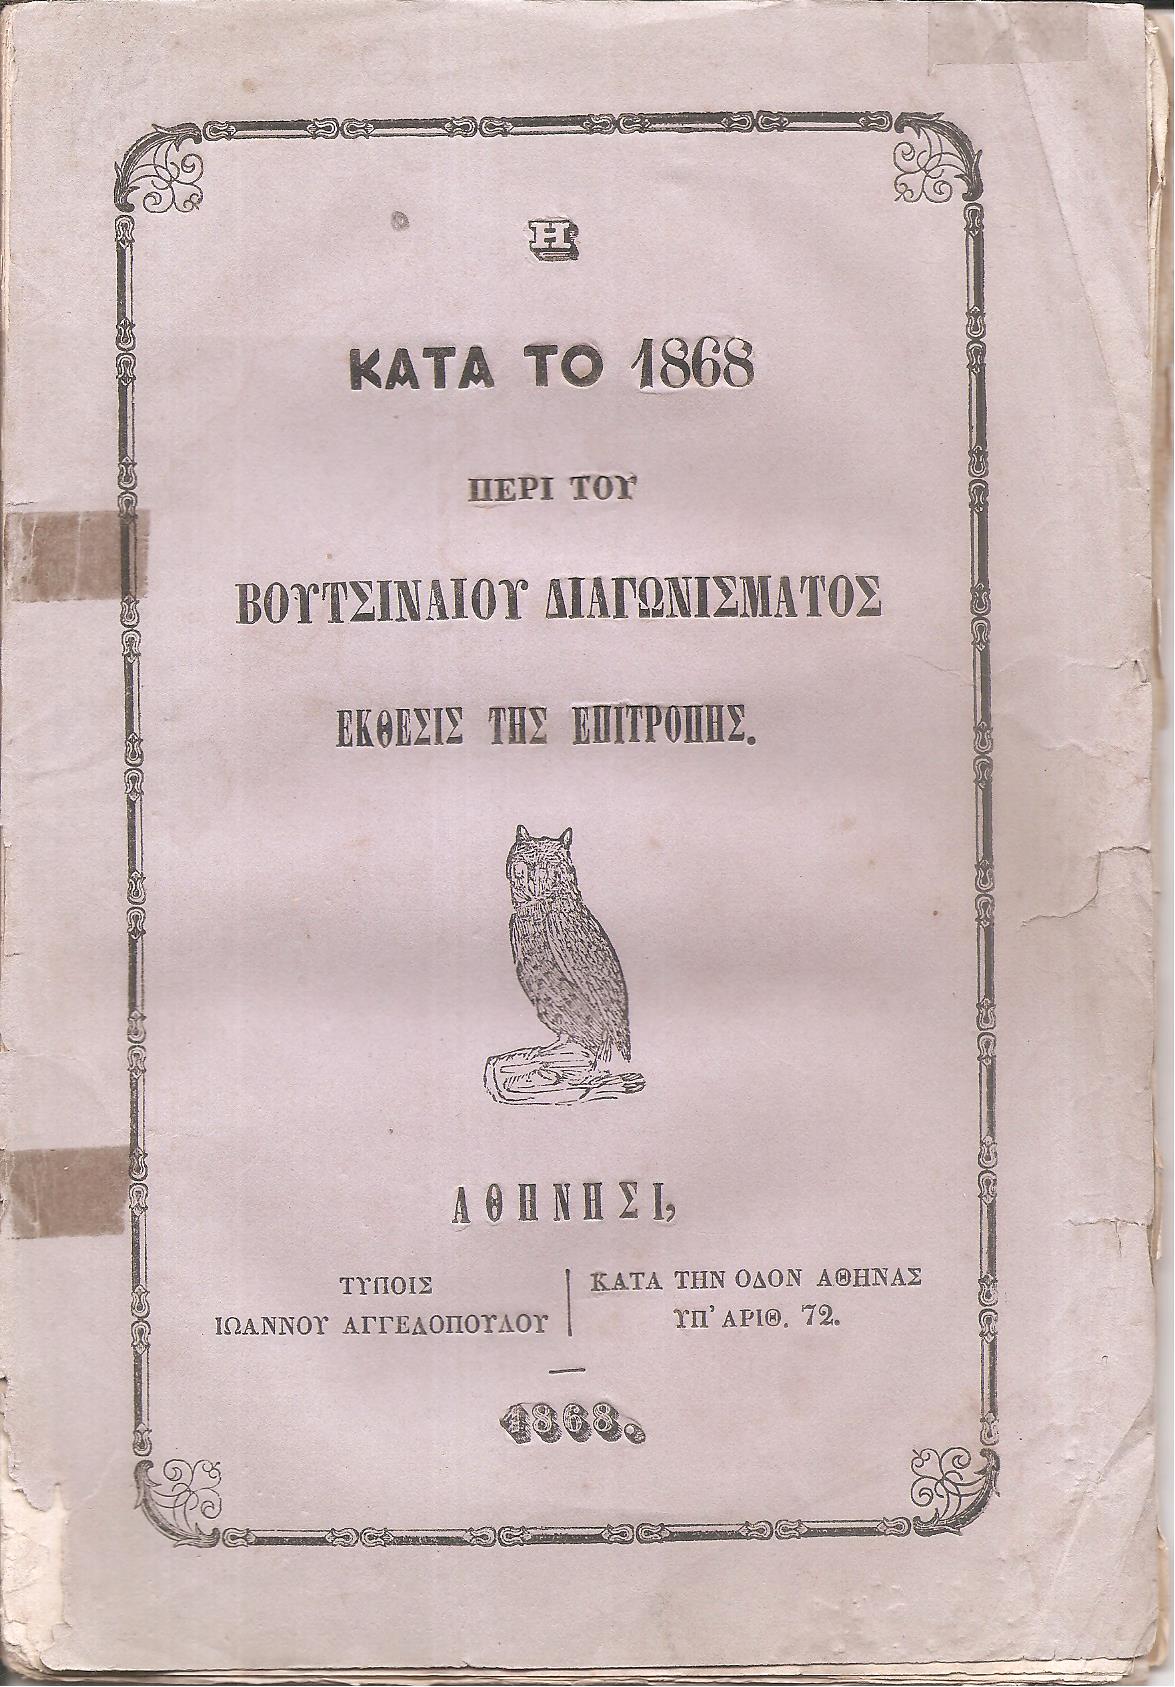 Η
ΚΑΤΑ ΤΟ 1868
ΠΕΡΙ ΤΟΥ
ΒΟΥΤΣΙΝΑΙΟΥ ΔΙΑΓΩΝΙΣΜΑΤΟΣ
ΕΚΘΕΣΙΣ ΤΗΣ ΕΠΙΤΡΟΠΗΣ.
ΑΘΗΝΗΣΙ,
ΤΥΠΟΙΣ
ΙΩΑΝΝΟΥ ΑΓΓΕΛΟΠΟΥΛΟΥ
ΚΑΤΑ ΤΗΝ ΟΔΟΝ ΑΘΗΝΑΣ
ΥΠ' ΑΡΙΘ. 72.
1868.